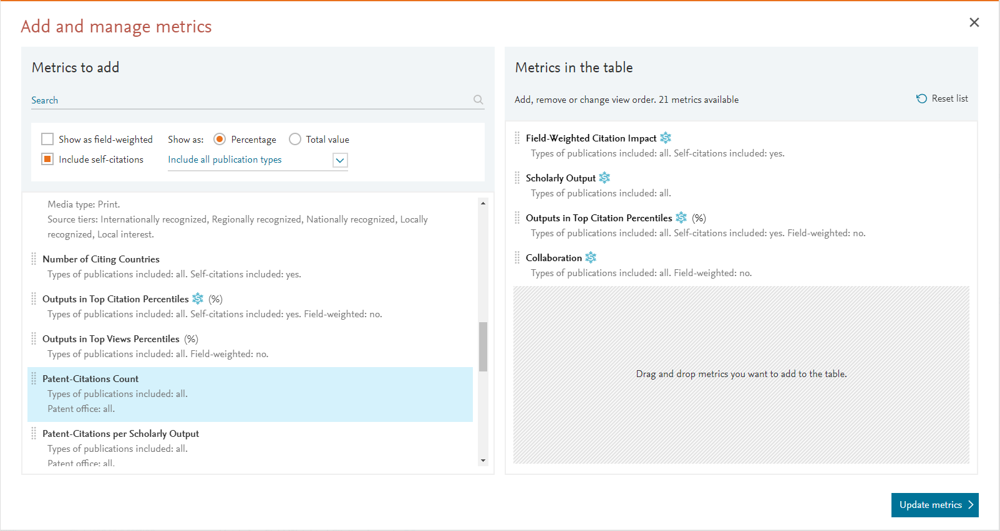 Add and manage metrics
Metrics to add
Search
Show as field-weighted
Show as:
Percentage
Total value
Include self-citations
Include all publication types
Media type: Print.
Source tiers: Internationally recognized, Regionally recognized, Nationally recognized, Locally
recognized, Local interest.
Number of Citing Countries
Types of publications included: all. Self-citations included: yes.
Outputs in Top Citation Percentiles (%)
Types of publications included: all. Self-citations included: yes. Field-weighted: no.
Outputs in Top Views Percentiles (%)
Types of publications included: all. Field-weighted: no.
Patent-Citations Count
Types of publications included: all.
Patent office: all.
Patent-Citations per Scholarly Output
Types of publications included: all.
Patent office: all.
Metrics in the table
Add, remove or change view order. 21 metrics available
Reset list
Field-Weighted Citation Impact
Types of publications included: all. Self-citations included: yes.
Scholarly Output
Types of publications included: all.
Outputs in Top Citation Percentiles (%)
Types of publications included: all. Self-citations included: yes. Field-weighted: no.
Collaboration
Types of publications included: all. Field-weighted: no.
Drag and drop metrics you want to add to the table.
Update metrics